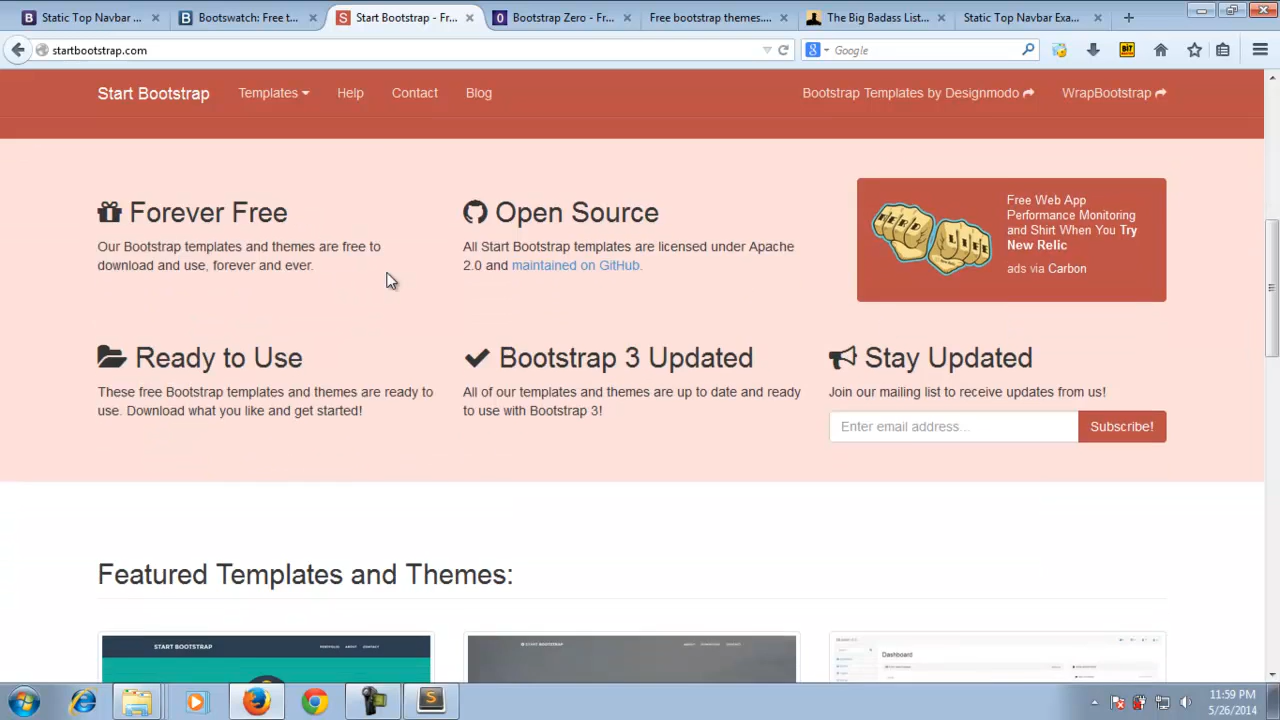 Static Top Navbar ...
Bootswatch: Free t...
Start Bootstrap - Fr...
Bootstrap Zero - Fr...
Free bootstrap themes....
The Big Badass List...
Static Top Navbar Exa...
startbootstrap.com
Google
Start Bootstrap
Templates
Help
Contact
Blog
Bootstrap Templates by Designmodo
WrapBootstrap
Forever Free
Our Bootstrap templates and themes are free to
download and use, forever and ever.
Open Source
All Start Bootstrap templates are licensed under Apache
2.0 and maintained on GitHub.
NERD LIFE
Free Web App
Performance Monitoring
and Shirt When You Try
New Relic
ads via Carbon
Ready to Use
These free Bootstrap templates and themes are ready to
use. Download what you like and get started!
Bootstrap 3 Updated
All of our templates and themes are up to date and ready
to use with Bootstrap 3!
Stay Updated
Join our mailing list to receive updates from us!
Enter email address...
Subscribe!
Featured Templates and Themes:
START BOOTSTRAP
PORTFOLIO ABOUT CONTACT
START BOOTSTRAP
Dashboard
11:59 PM
5/26/2014